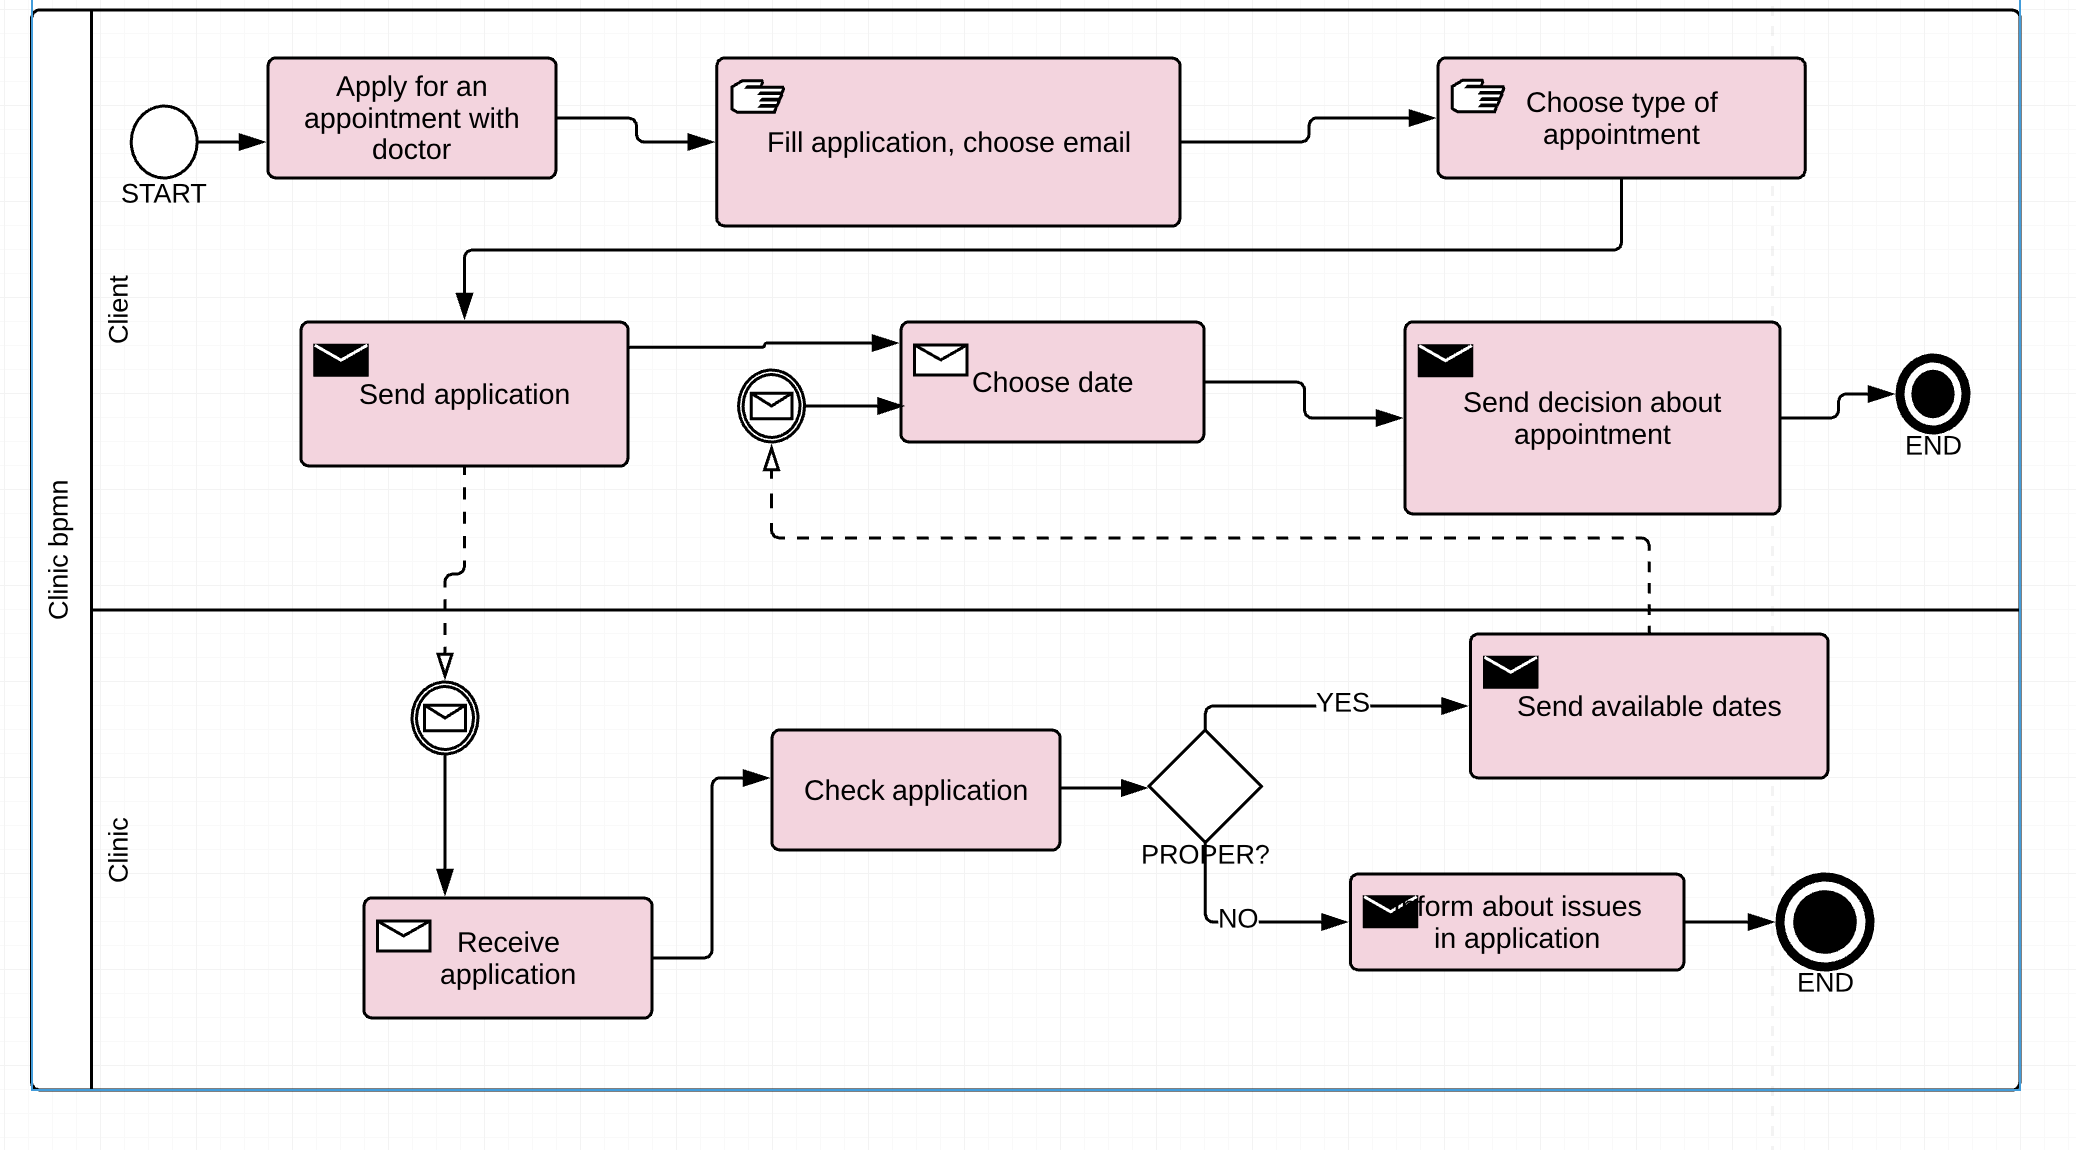 Apply for an
appointment with
doctor
START
Fill application, choose email
Choose type of
appointment
Client
Send application
Choose date
Send decision about
appointment
END
Clinic bpmn
Clinic
Receive
application
Check application
PROPER?
YES
Send available dates
NO
form about issues
in application
END